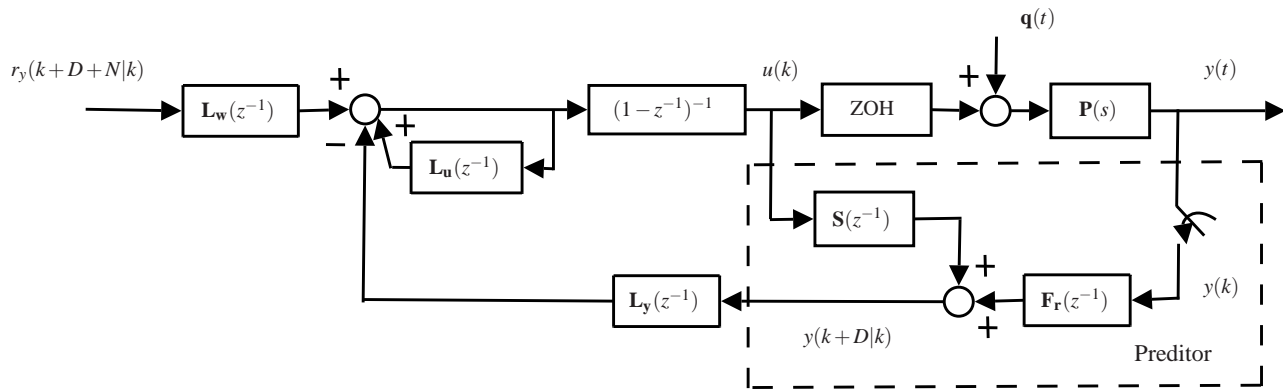 q(t)
r_y(k+D+N|k)
u(k)
y(t)
+
+
L_w(z^{-1})
(1−z^{-1})^{-1}
ZOH
P(s)
+
−
L_u(z^{-1})
S(z^{-1})
+
y(k)
L_y(z^{-1})
F_r(z^{-1})
+
y(k+D|k)
Preditor